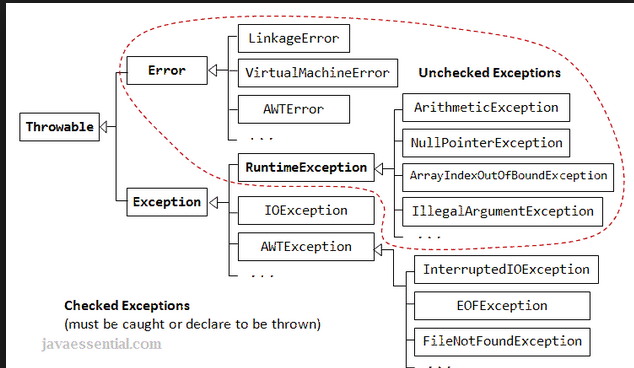 LinkageError
Error
VirtualMachineError
Unchecked Exceptions
AWTError
ArithmeticException
Throwable
...
NullPointerException
RuntimeException
ArrayIndexOutOfBoundException
Exception
IOException
IllegalArgumentException
...
AWTException
...
InterruptedIOException
Checked Exceptions
EOFException
(must be caught or declare to be thrown)
javaessential.com
FileNotFoundException
...